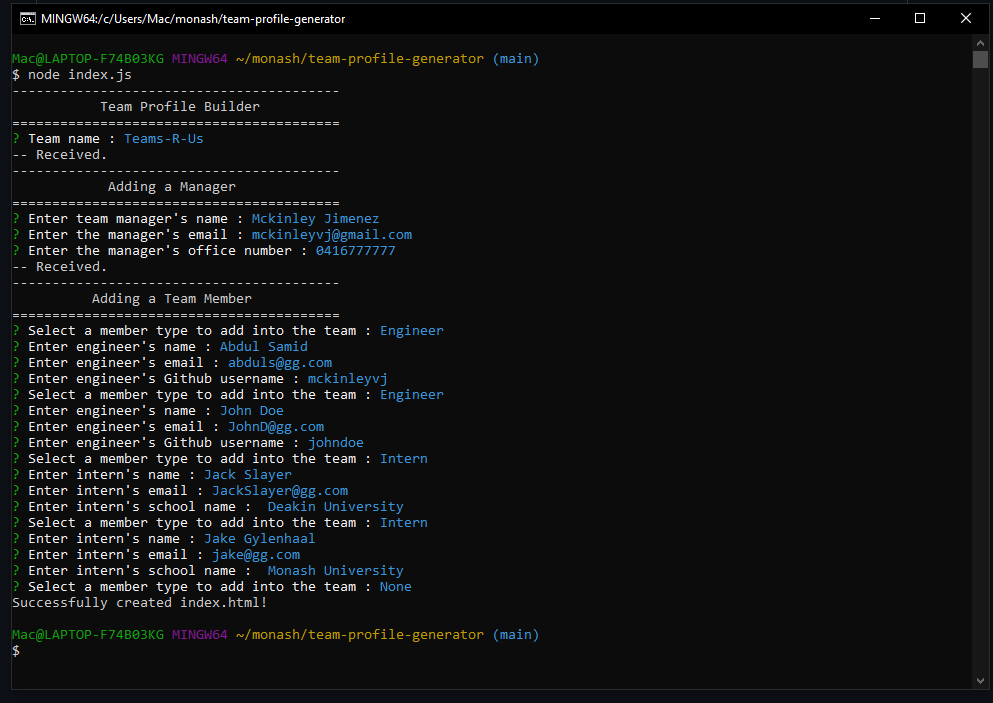 MINGW64:/c/Users/Mac/monash/team-profile-generator
Mac@LAPTOP-F74B03KG MINGW64 ~/monash/team-profile-generator (main)
$ node index.js
-----------------------------------------
Team Profile Builder
=========================================
? Team name : Teams-R-Us
-- Received.
-----------------------------------------
Adding a Manager
=========================================
? Enter team manager's name : Mckinley Jimenez
? Enter the manager's email : mckinleyvj@gmail.com
? Enter the manager's office number : 0416777777
-- Received.
-----------------------------------------
Adding a Team Member
=========================================
? Select a member type to add into the team : Engineer
? Enter engineer's name : Abdul Samid
? Enter engineer's email : abduls@gg.com
? Enter engineer's Github username : mckinleyvj
? Select a member type to add into the team : Engineer
? Enter engineer's name : John Doe
? Enter engineer's email : JohnD@gg.com
? Enter engineer's Github username : johndoe
? Select a member type to add into the team : Intern
? Enter intern's name : Jack Slayer
? Enter intern's email : JackSlayer@gg.com
? Enter intern's school name :  Deakin University
? Select a member type to add into the team : Intern
? Enter intern's name : Jake Gylenhaal
? Enter intern's email : jake@gg.com
? Enter intern's school name :  Monash University
? Select a member type to add into the team : None
Successfully created index.html!
Mac@LAPTOP-F74B03KG MINGW64 ~/monash/team-profile-generator (main)
$